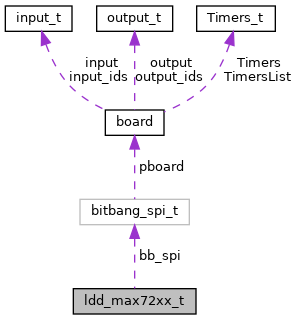 input_t
output_t
Timers_t
input
input_ids
output
output_ids
Timers
TimersList
board
pboard
bitbang_spi_t
bb_spi
ldd_max72xx_t